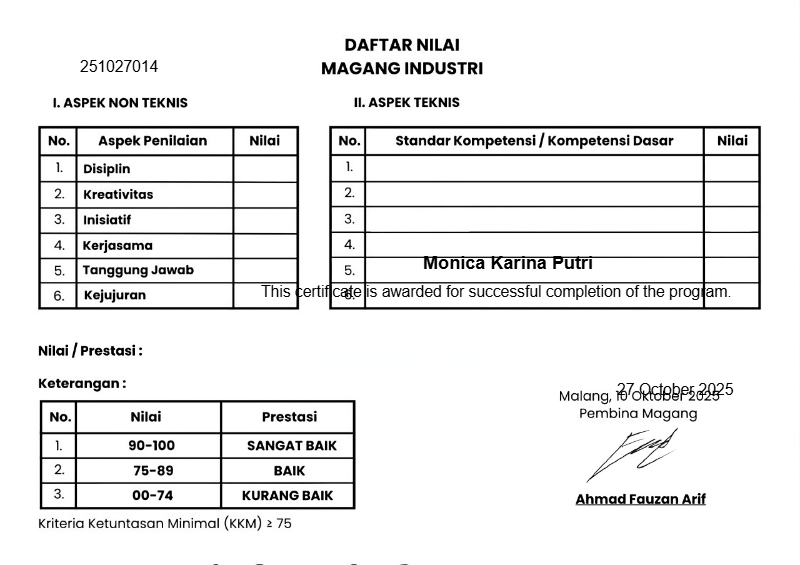 DAFTAR NILAI
MAGANG INDUSTRI
251027014
I. ASPEK NON TEKNIS
No. Aspek Penilaian Nilai
1. Disiplin
2. Kreativitas
3. Inisiatif
4. Kerjasama
5. Tanggung Jawab
6. Kejujuran
II. ASPEK TEKNIS
No. Standar Kompetensi / Kompetensi Dasar Nilai
1.
2.
3.
4.
5.
6.
Monica Karina Putri
This certificate is awarded for successful completion of the program.
Nilai / Prestasi :
Keterangan :
No. Nilai Prestasi
1. 90-100 SANGAT BAIK
2. 75-89 BAIK
3. 00-74 KURANG BAIK
Kriteria Ketuntasan Minimal (KKM) ≥ 75
27 October 2025
Malang, 10 Oktober 2025
Pembina Magang
Ahmad Fauzan Arif